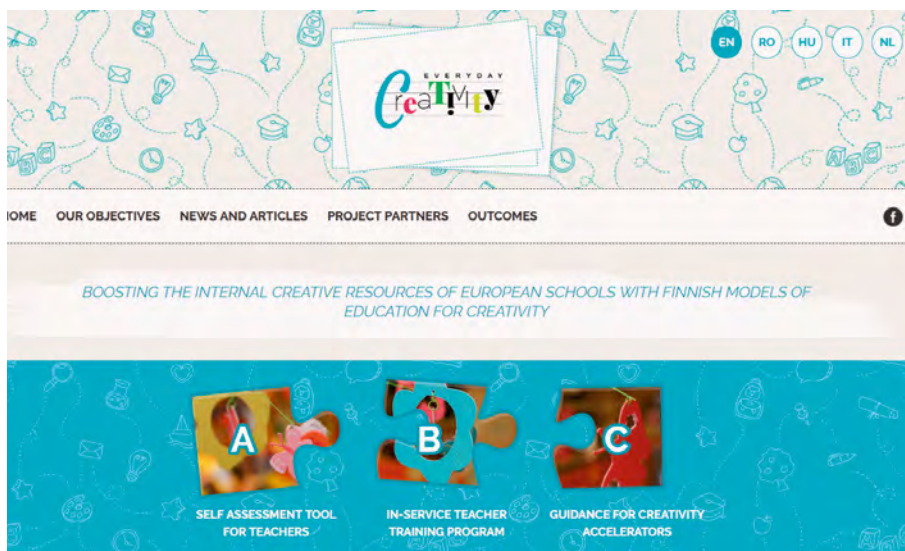 EN RO HU IT NL
EVERYDAY
CreaTiviTy
OME OUR OBJECTIVES NEWS AND ARTICLES PROJECT PARTNERS OUTCOMES f
BOOSTING THE INTERNAL CREATIVE RESOURCES OF EUROPEAN SCHOOLS WITH FINNISH MODELS OF
EDUCATION FOR CREATIVITY
A B C
SELF ASSESSMENT TOOL
FOR TEACHERS
IN-SERVICE TEACHER
TRAINING PROGRAM
GUIDANCE FOR CREATIVITY
ACCELERATORS